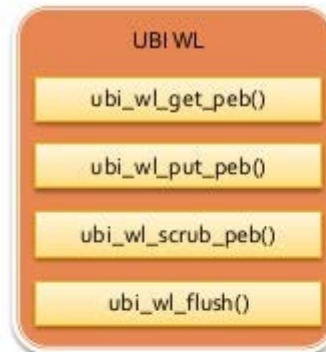 UBI WL
ubi_wl_get_peb()
ubi_wl_put_peb()
ubi_wl_scrub_peb()
ubi_wl_flush()